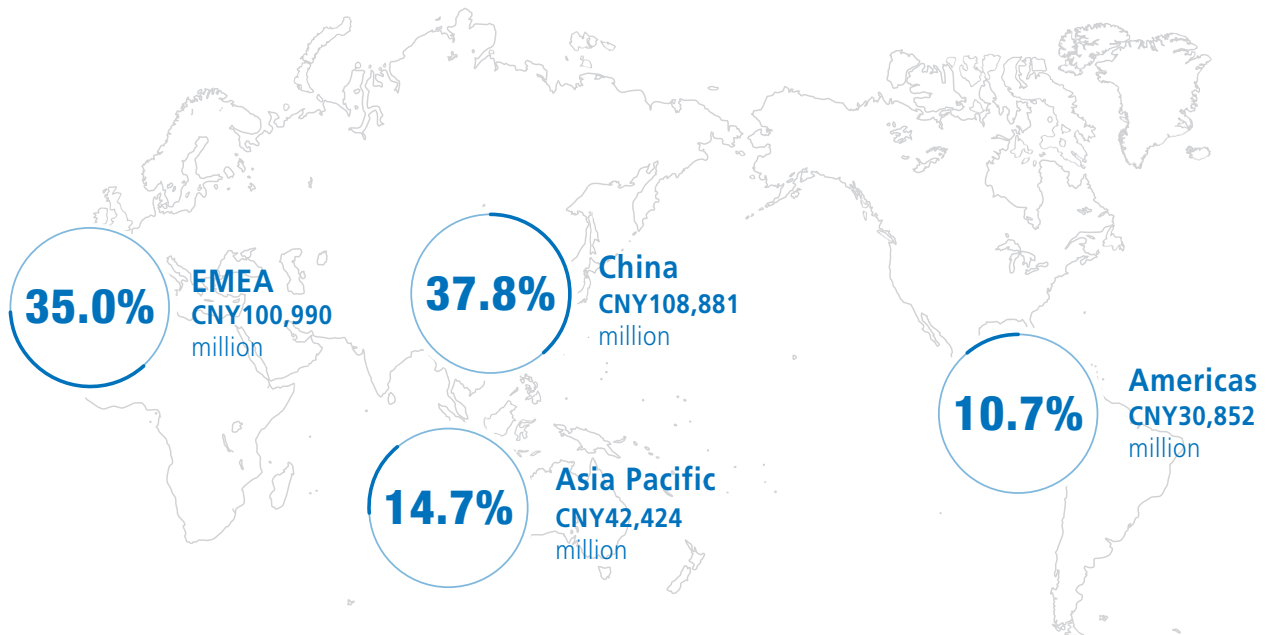 35.0%
EMEA
CNY100,990
million
37.8%
China
CNY108,881
million
14.7%
Asia Pacific
CNY42,424
million
10.7%
Americas
CNY30,852
million